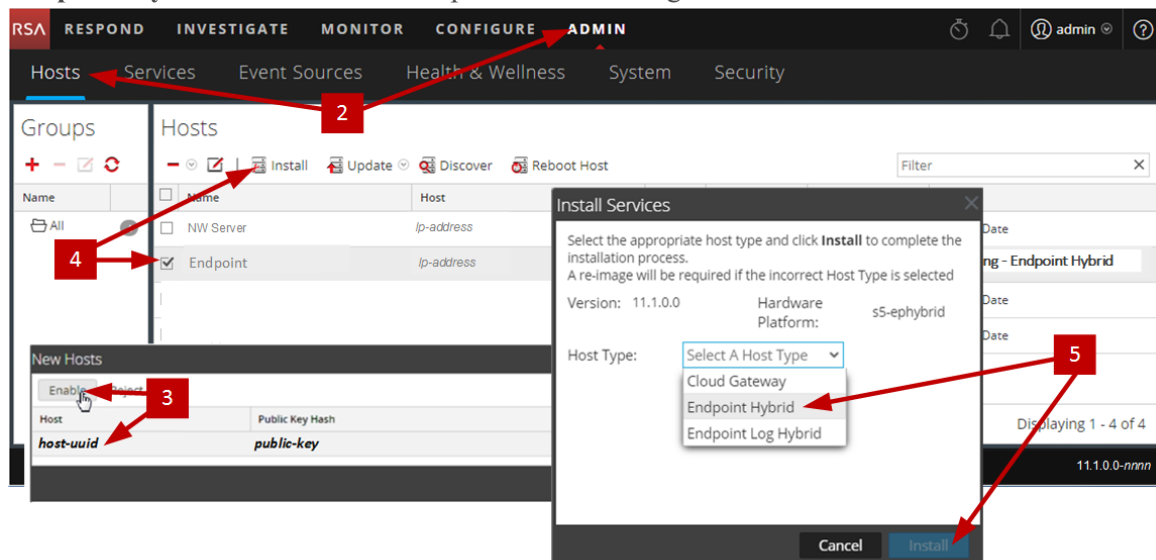 RSA RESPOND INVESTIGATE MONITOR CONFIGURE ADMIN admin ?
Hosts Services Event Sources Health & Wellness System Security
2
Groups
Hosts
Install Update Discover Reboot Host
Filter
Name
Name Host
All
NW Server Ip-address Date
4
Endpoint Ip-address ng - Endpoint Hybrid
Date
Date
Install Services
Select the appropriate host type and click Install to complete the
installation process.
A re-image will be required if the incorrect Host Type is selected
Version: 11.1.0.0 Hardware
Platform: s5-ephybrid
Host Type: Select A Host Type
Cloud Gateway
Endpoint Hybrid
Endpoint Log Hybrid
5
New Hosts
Enable Reject
3
Host Public Key Hash
host-uuid public-key
Displaying 1 - 4 of 4
11.1.0.0-nnnn
Cancel Install